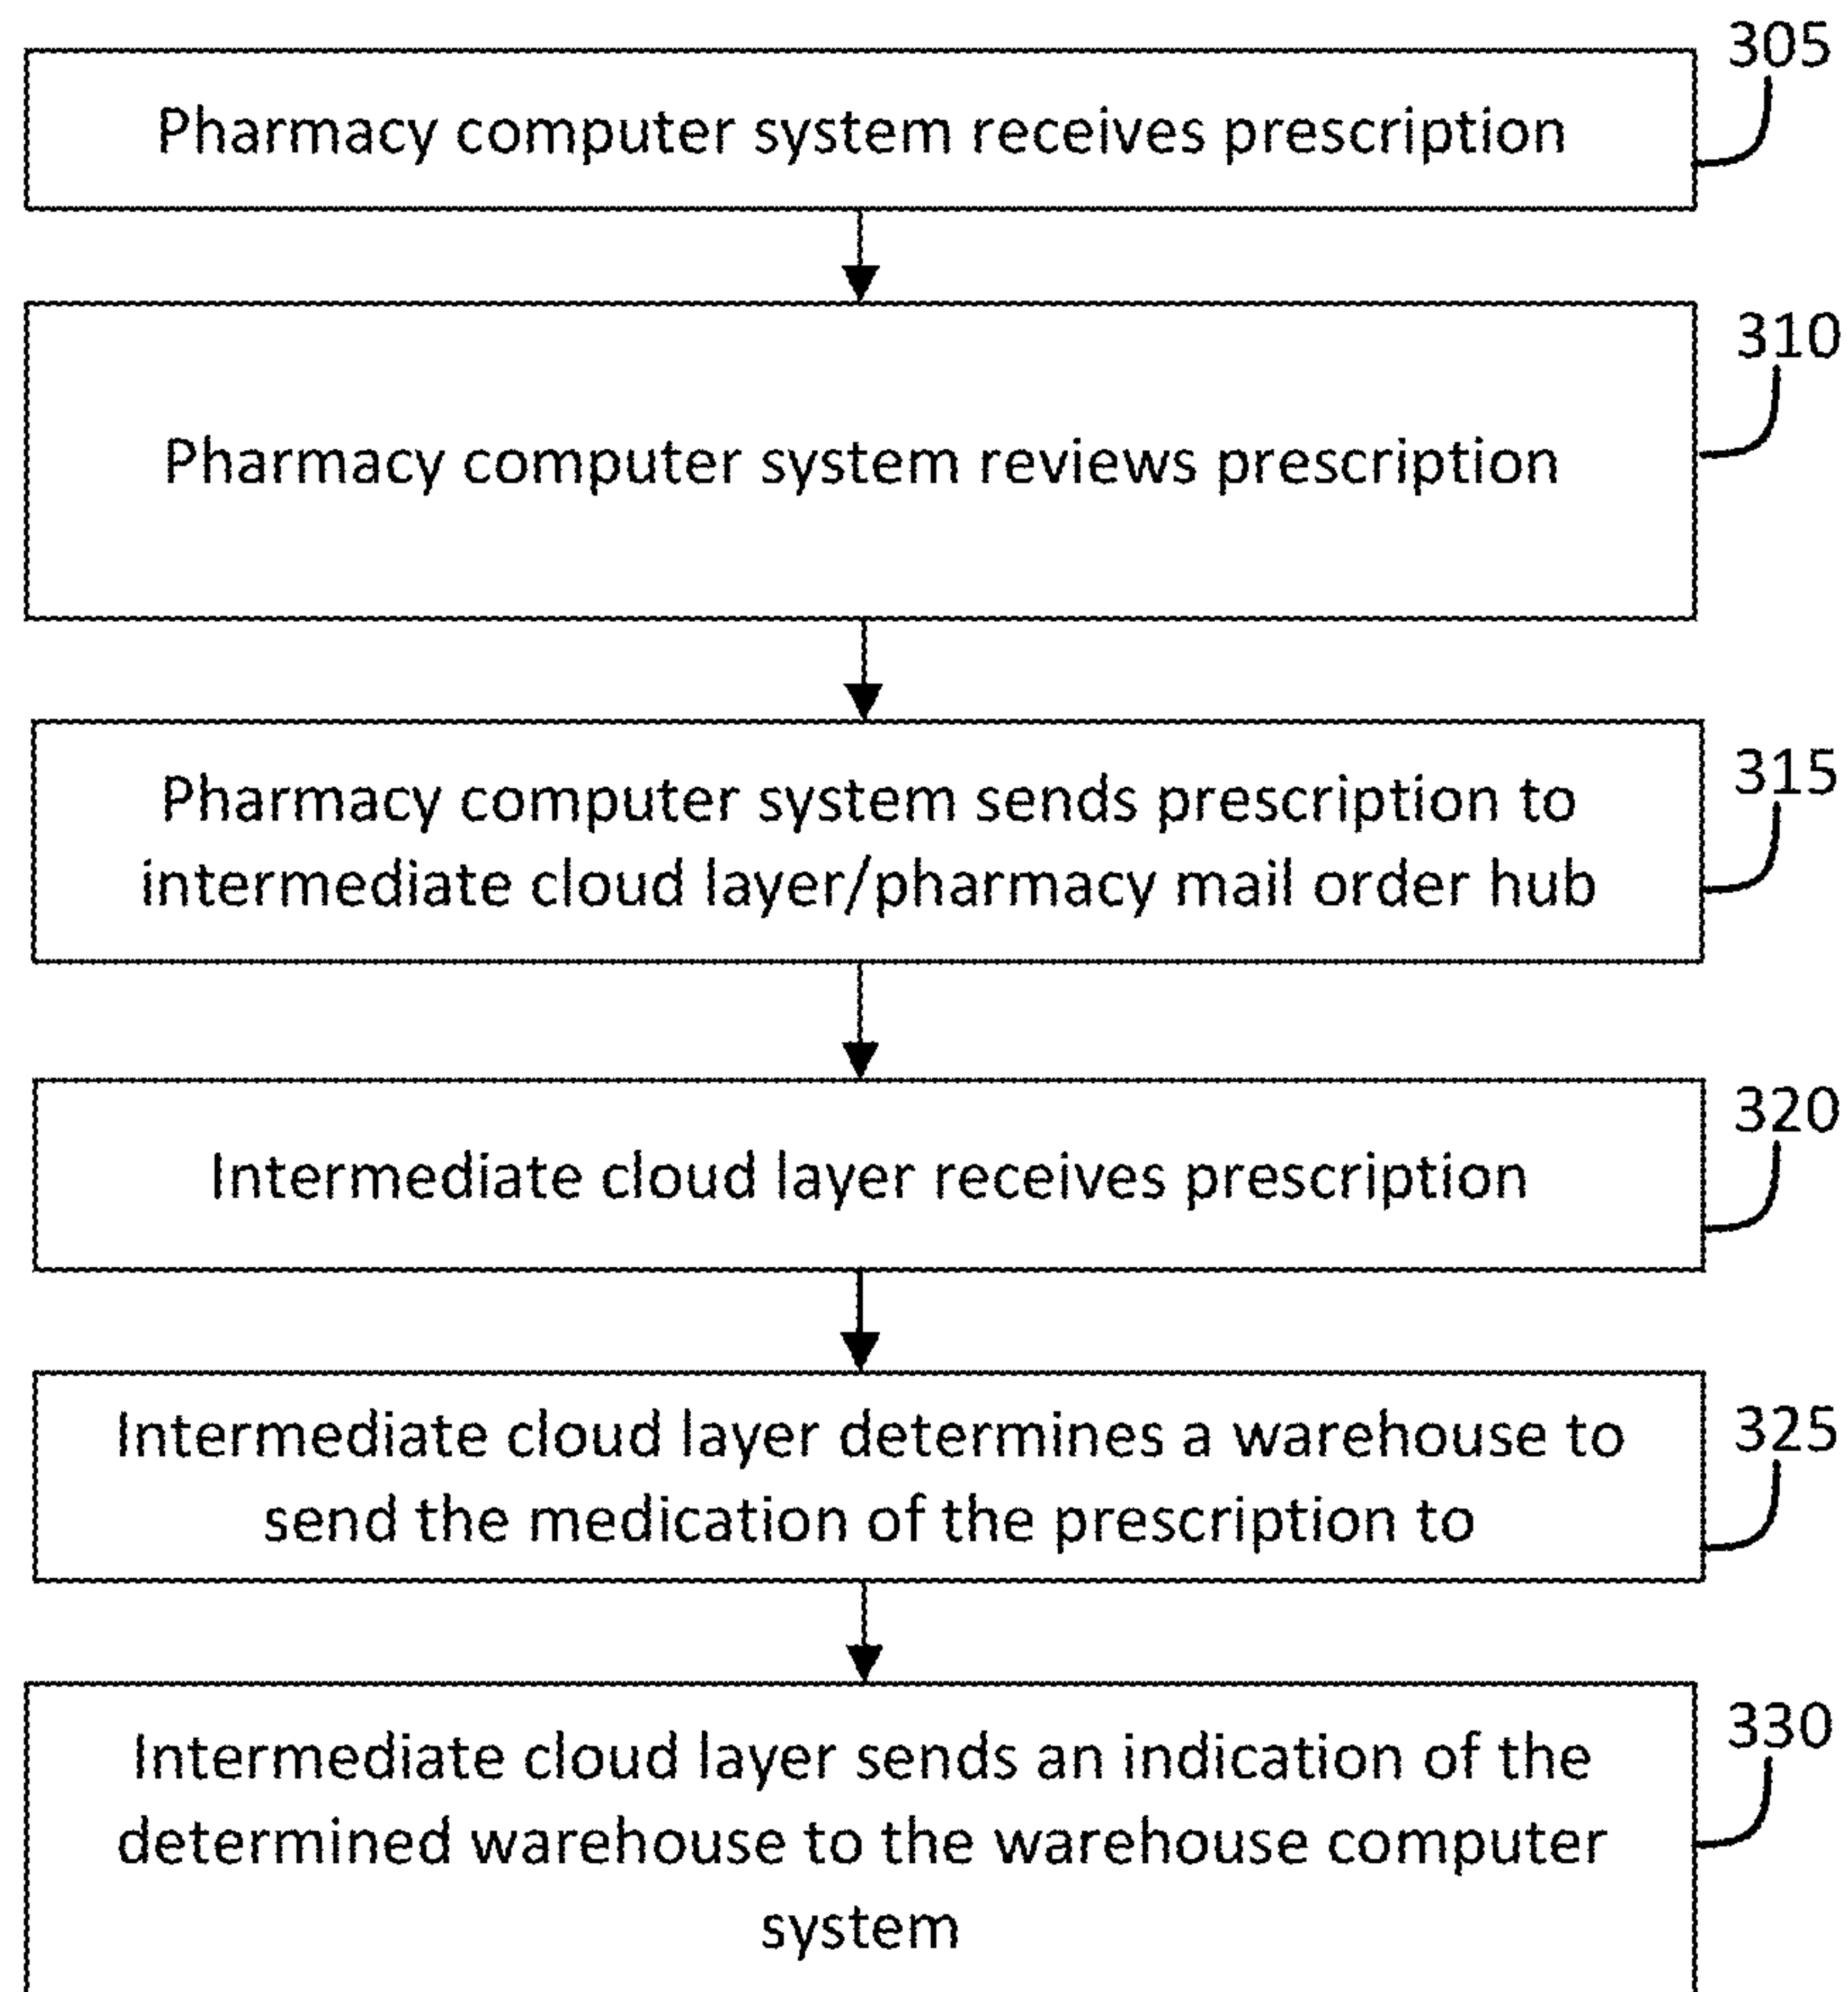 305
Pharmacy computer system receives prescription
310
Pharmacy computer system reviews prescription
315
Pharmacy computer system sends prescription to
intermediate cloud layer/pharmacy mail order hub
320
Intermediate cloud layer receives prescription
325
Intermediate cloud layer determines a warehouse to
send the medication of the prescription to
330
Intermediate cloud layer sends an indication of the
determined warehouse to the warehouse computer
system